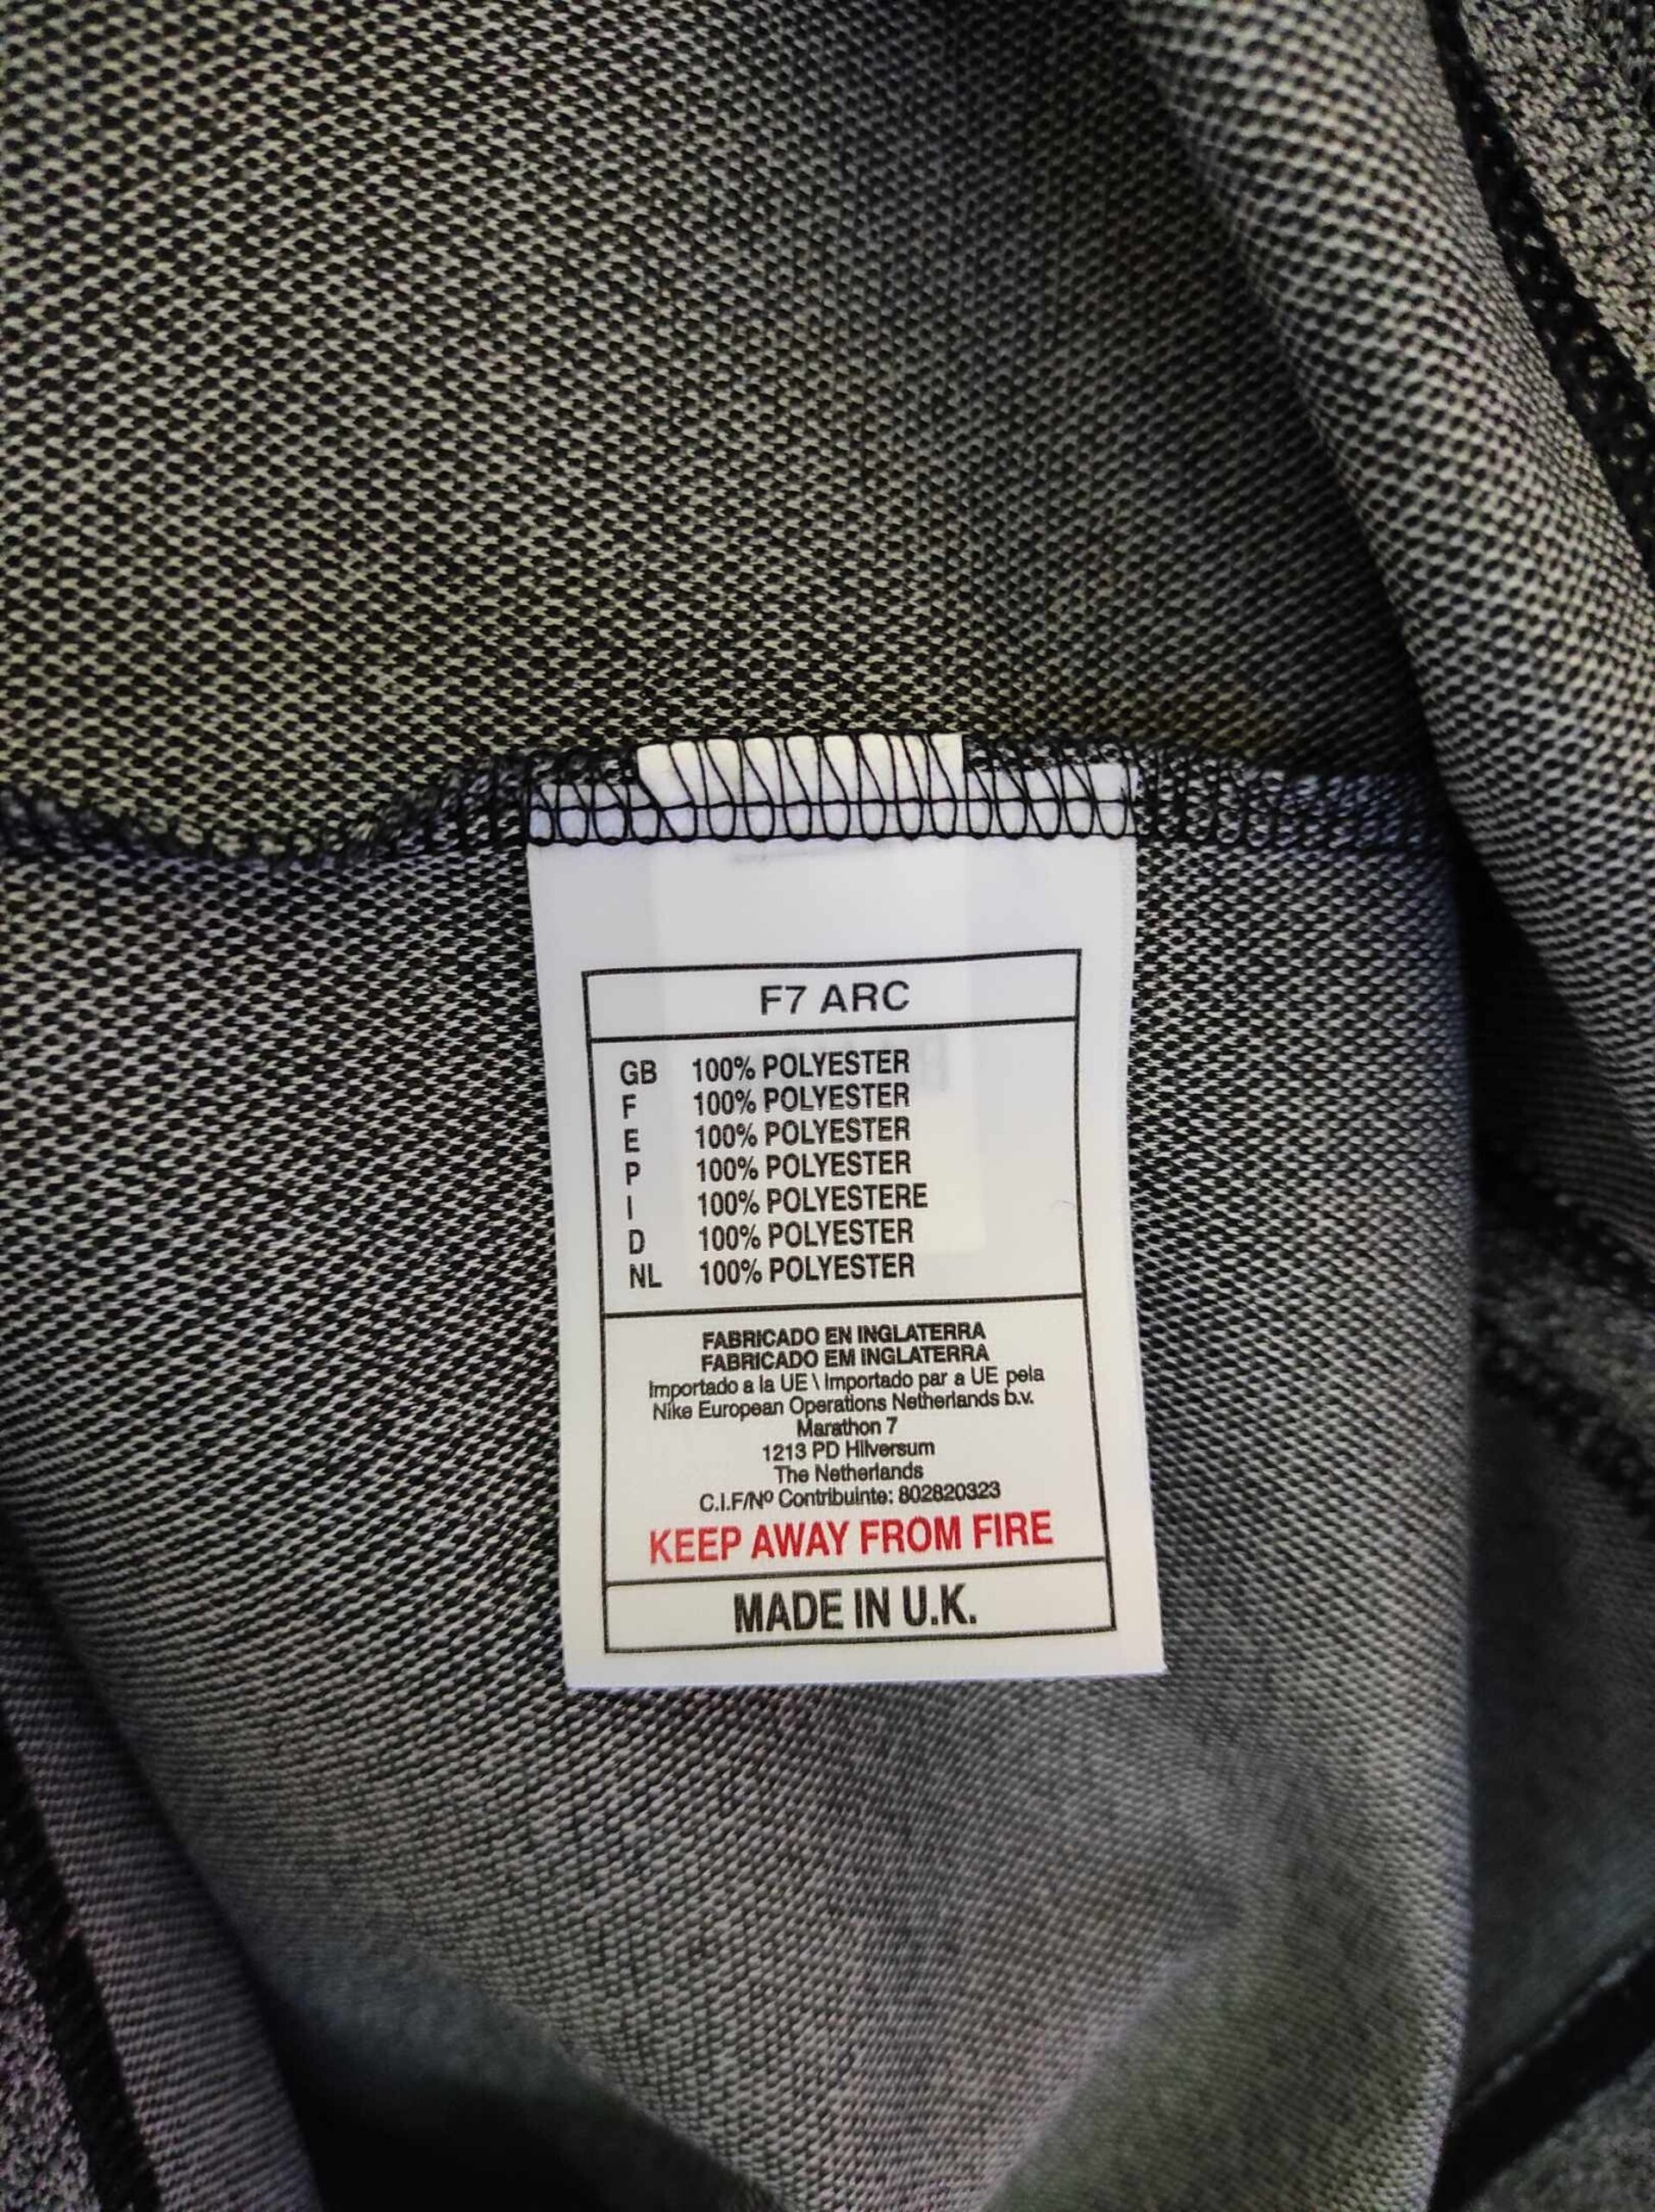 F7 ARC
GB 100% POLYESTER
F 100% POLYESTER
E 100% POLYESTER
P 100% POLYESTER
I 100% POLYESTERE
D 100% POLYESTER
NL 100% POLYESTER
FABRICADO EN INGLATERRA
FABRICADO EM INGLATERRA
Importado a la UE \ Importado par a UE pela
Nike European Operations Netherlands b.v.
Marathon 7
1213 PD Hilversum
The Netherlands
C.I.F/Nº Contribuinte: 802820323
KEEP AWAY FROM FIRE
MADE IN U.K.